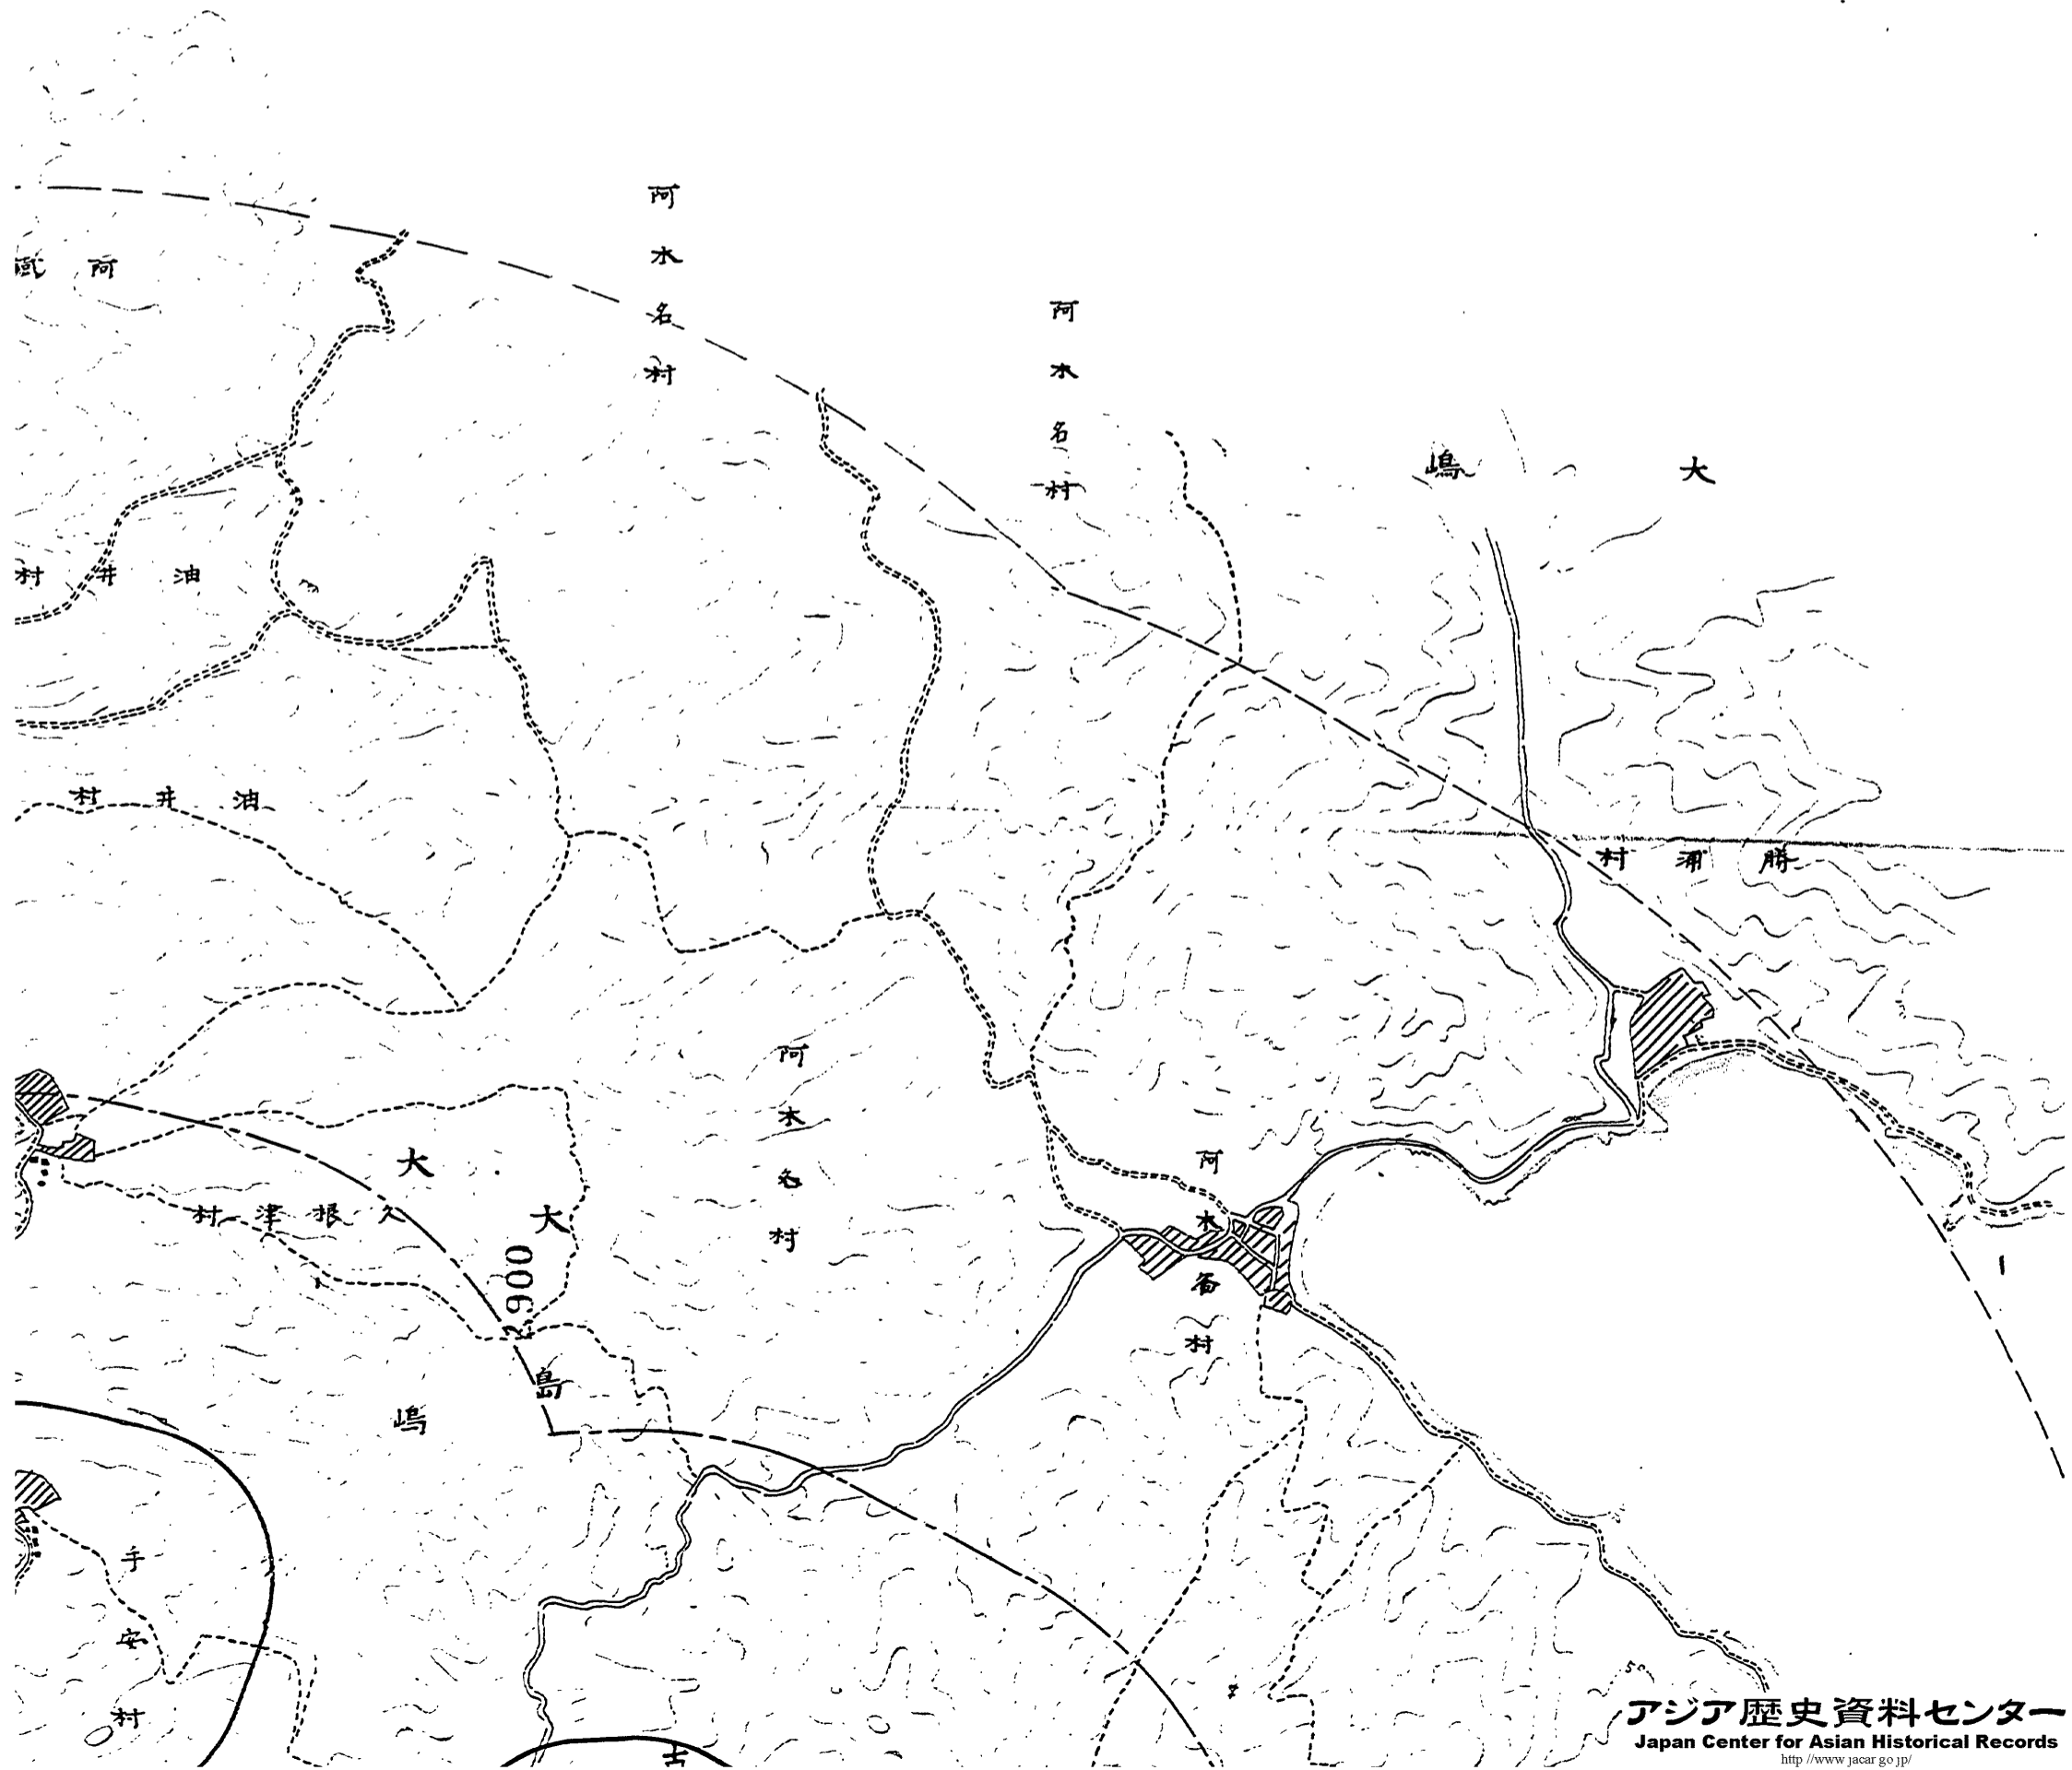 阿
阿水名村
阿水名村
大嶋
油井村
油井村
勝浦村
阿木名村
阿木名村
久根津村
大嶋
大島
0062
手安村
50
アジア歴史資料センター
Japan Center for Asian Historical Records
http://www.jacar.go.jp/